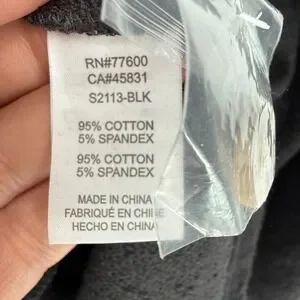 RN#77600
CA#45831
S2113-BLK
95% COTTON
5% SPANDEX
95% COTTON
5% SPANDEX
MADE IN CHINA
FABRIQUÉ EN CHINE
HECHO EN CHINA